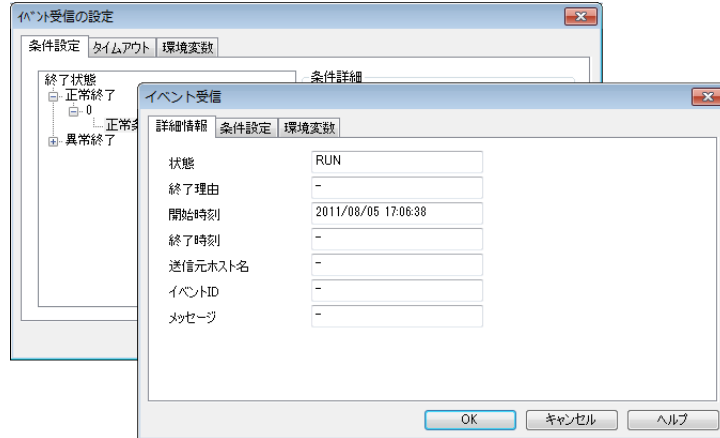 イベント受信の設定
条件設定 タイムアウト 環境変数
終了状態
正常終了
0
正常
異常終了
条件詳細
イベント受信
詳細情報 条件設定 環境変数
状態 RUN
終了理由 -
開始時刻 2011/08/05 17:06:38
終了時刻 -
送信元ホスト名 -
イベントID -
メッセージ -
OK キャンセル ヘルプ